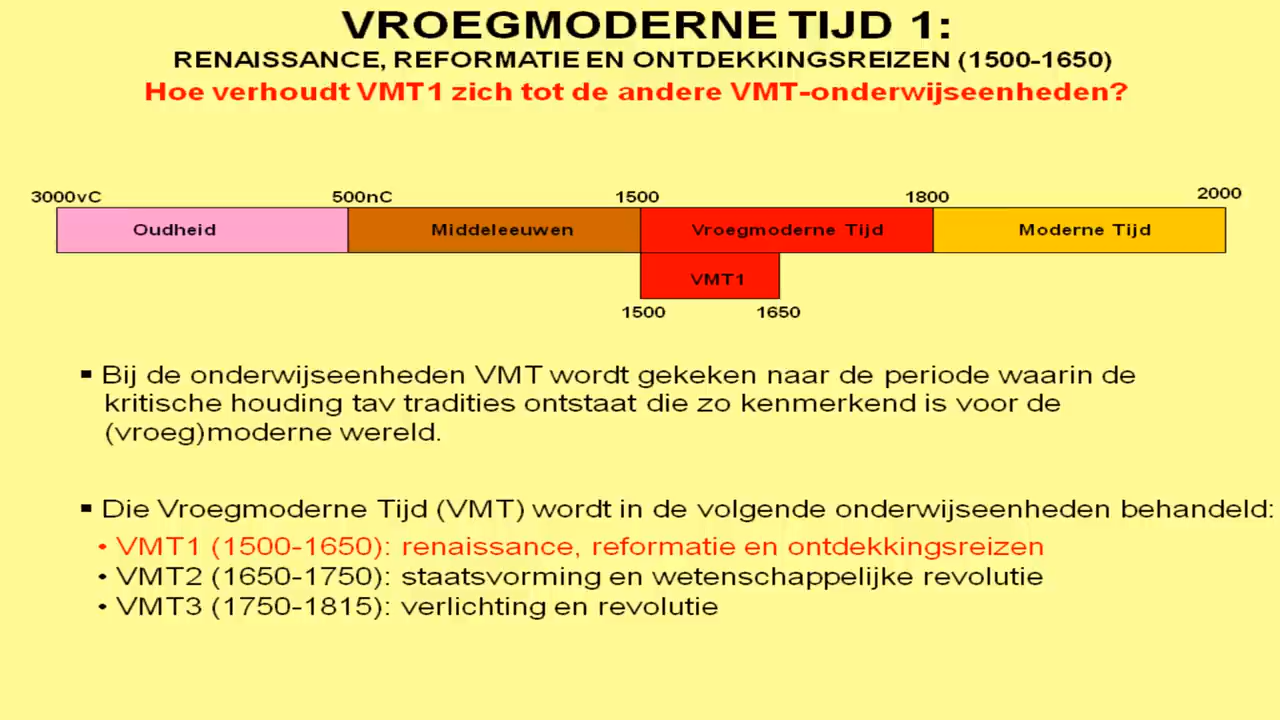 VROEGMODERNE TIJD 1:
RENAISSANCE, REFORMATIE EN ONTDEKKINGSREIZEN (1500-1650)
Hoe verhoudt VMT1 zich tot de andere VMT-onderwijseenheden?
3000vC 500nC 1500 1800 2000
Oudheid Middeleeuwen Vroegmoderne Tijd Moderne Tijd
VMT1
1500 1650
▪ Bij de onderwijseenheden VMT wordt gekeken naar de periode waarin de
kritische houding tav tradities ontstaat die zo kenmerkend is voor de
(vroeg)moderne wereld.
▪ Die Vroegmoderne Tijd (VMT) wordt in de volgende onderwijseenheden behandeld:
• VMT1 (1500-1650): renaissance, reformatie en ontdekkingsreizen
• VMT2 (1650-1750): staatsvorming en wetenschappelijke revolutie
• VMT3 (1750-1815): verlichting en revolutie